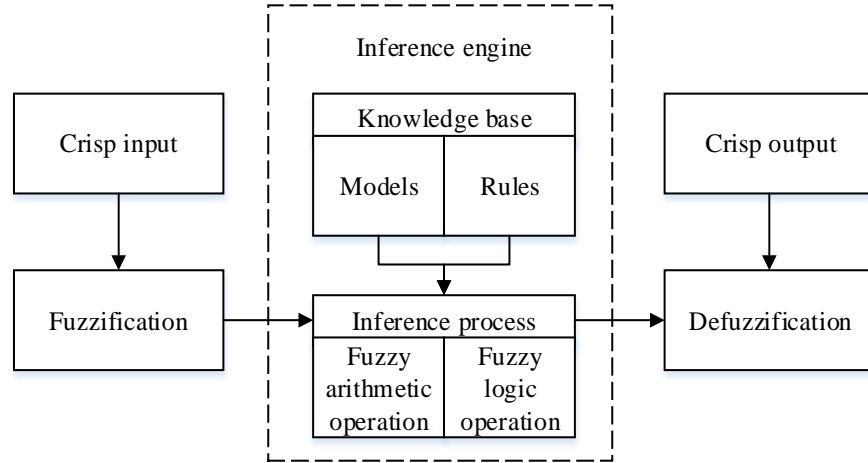 Inference engine
Crisp input
Knowledge base
Models
Rules
Crisp output
Fuzzification
Inference process
Fuzzy
arithmetic
operation
Fuzzy
logic
operation
Defuzzification